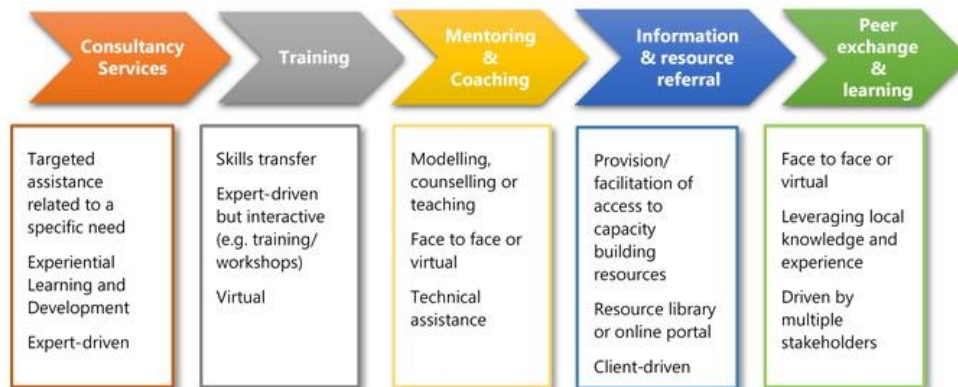 Consultancy
Services
Training
Mentoring
&
Coaching
Information
& resource
referral
Peer
exchange
&
learning
Targeted
assistance
related to a
specific need
Experiential
Learning and
Development
Expert-driven
Skills transfer
Expert-driven
but interactive
(e.g. training/
workshops)
Virtual
Modelling,
counselling or
teaching
Face to face or
virtual
Technical
assistance
Provision/
facilitation of
access to
capacity
building
resources
Resource library
or online portal
Client-driven
Face to face or
virtual
Leveraging local
knowledge and
experience
Driven by
multiple
stakeholders